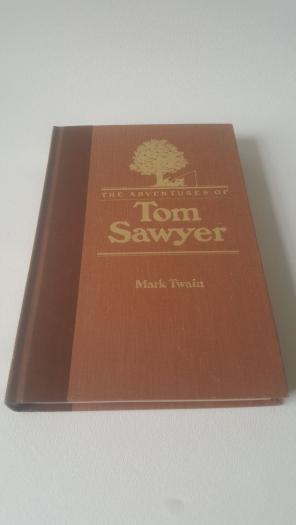 THE ADVENTURES OF
Tom
Sawyer
Mark Twain